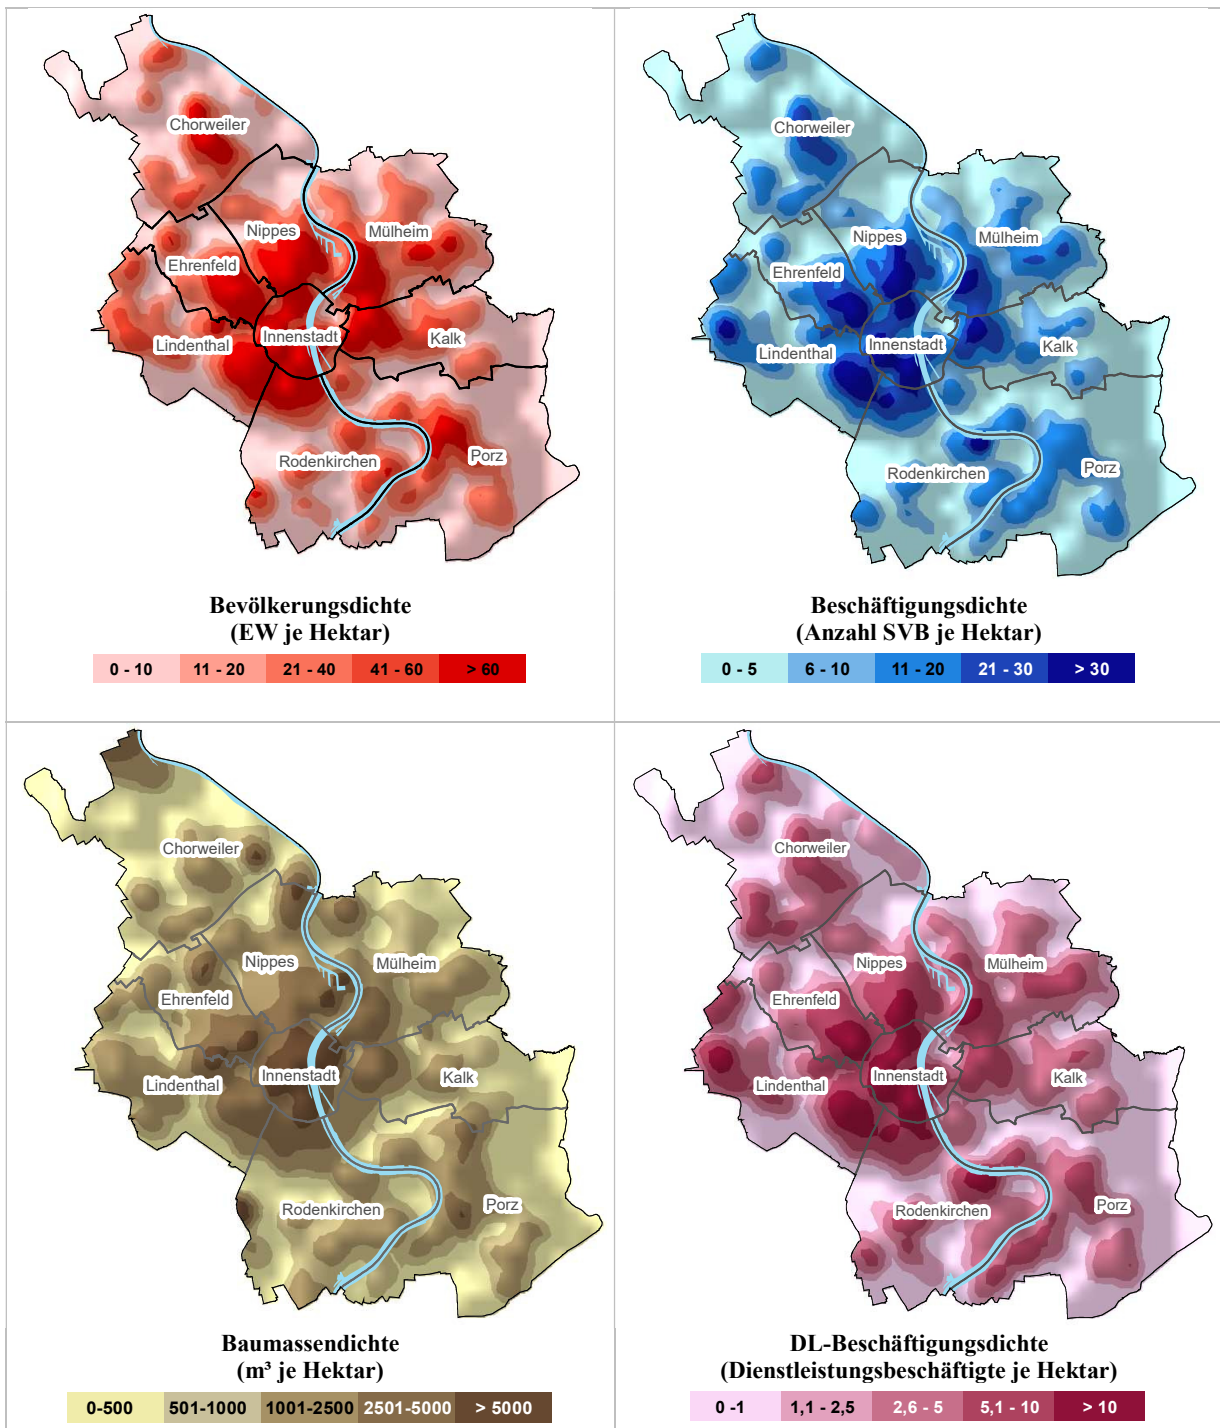 Chorweiler
Nippes
Mülheim
Ehrenfeld
Innenstadt
Lindenthal
Kalk
Rodenkirchen
Porz
Bevölkerungsdichte
(EW je Hektar)
0 - 10 11 - 20 21 - 40 41 - 60 > 60
Chorweiler
Nippes
Mülheim
Ehrenfeld
Innenstadt
Lindenthal
Kalk
Rodenkirchen
Porz
Beschäftigungsdichte
(Anzahl SVB je Hektar)
0 - 5 6 - 10 11 - 20 21 - 30 > 30
Chorweiler
Nippes
Mülheim
Ehrenfeld
Innenstadt
Lindenthal
Kalk
Rodenkirchen
Porz
Baumassendichte
(m³ je Hektar)
0-500 501-1000 1001-2500 2501-5000 > 5000
Chorweiler
Nippes
Mülheim
Ehrenfeld
Innenstadt
Lindenthal
Kalk
Rodenkirchen
Porz
DL-Beschäftigungsdichte
(Dienstleistungsbeschäftigte je Hektar)
0 -1 1,1 - 2,5 2,6 - 5 5,1 - 10 > 10